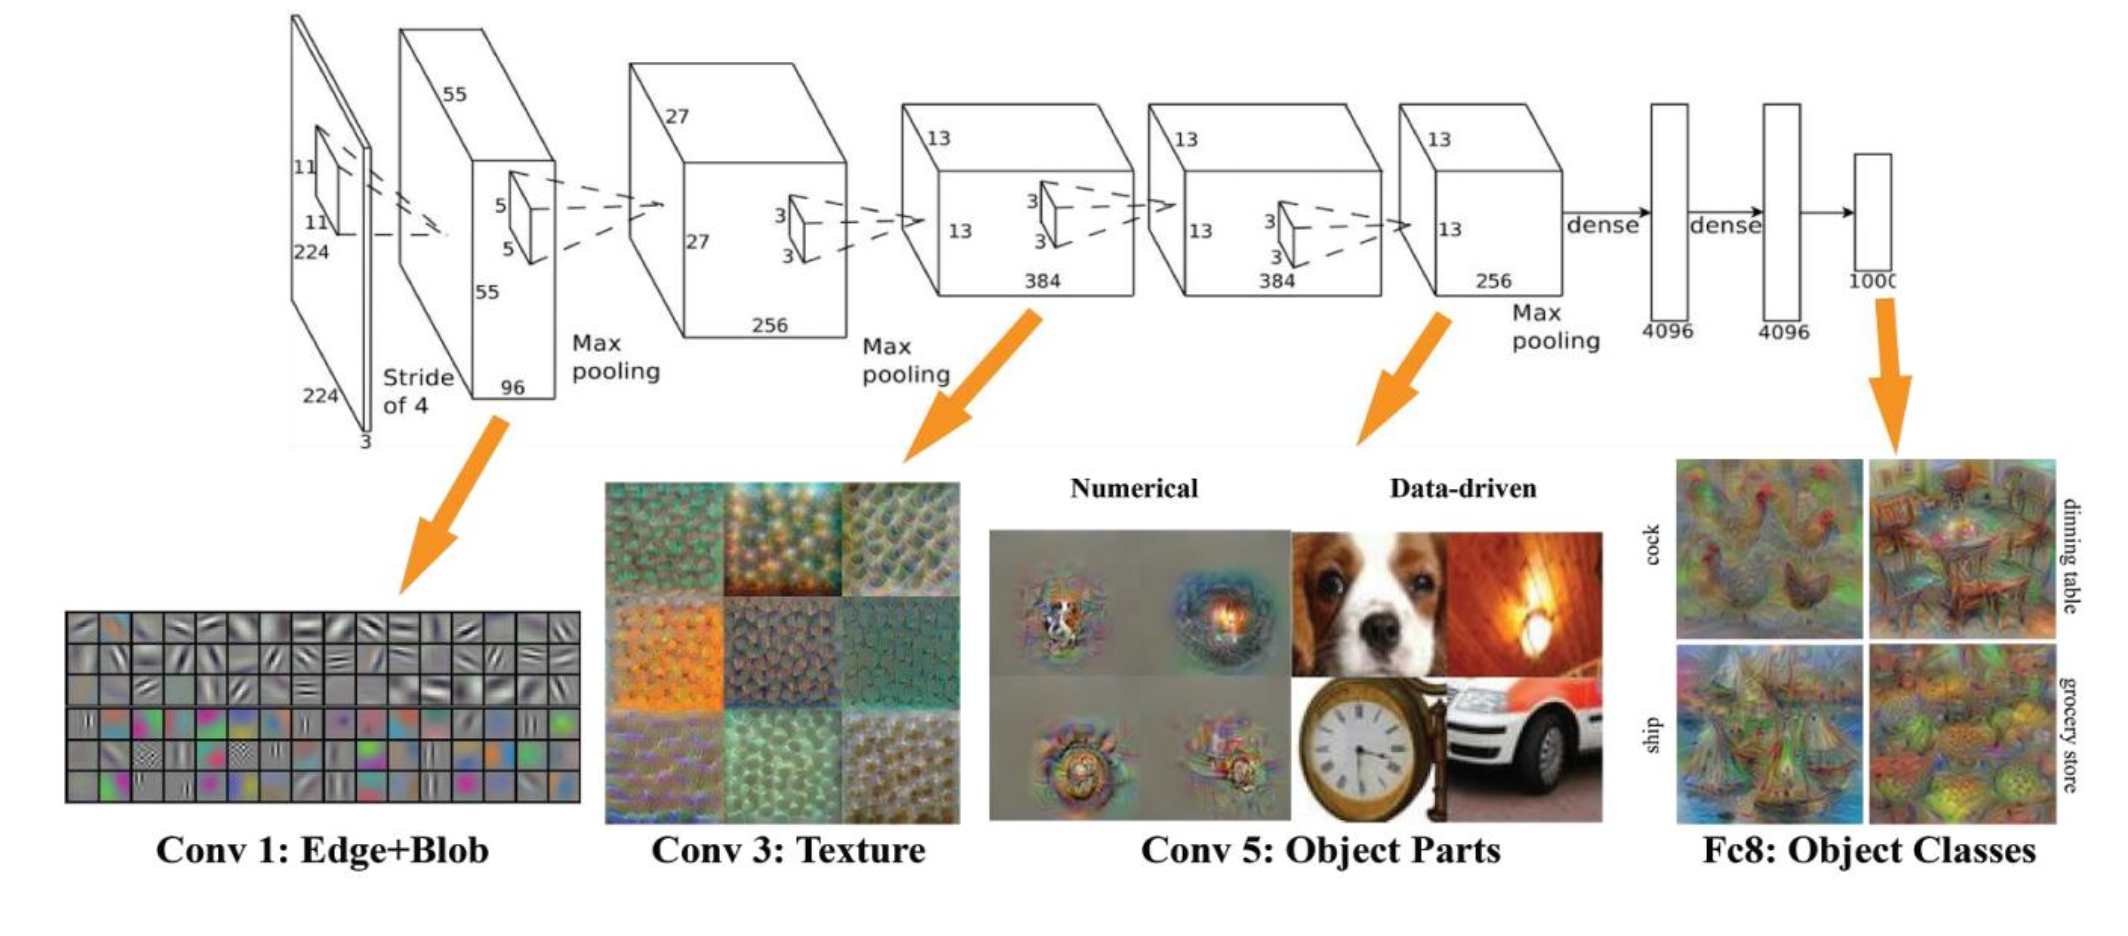 11
11
224
224
3
Stride
of 4
55
55
96
5
5
Max
pooling
27
27
256
3
3
Max
pooling
13
13
384
3
3
13
13
384
3
3
13
13
256
Max
pooling
dense
4096
dense
4096
1000
Numerical
Data-driven
cock
dinning table
ship
grocery store
Conv 1: Edge+Blob
Conv 3: Texture
Conv 5: Object Parts
Fc8: Object Classes